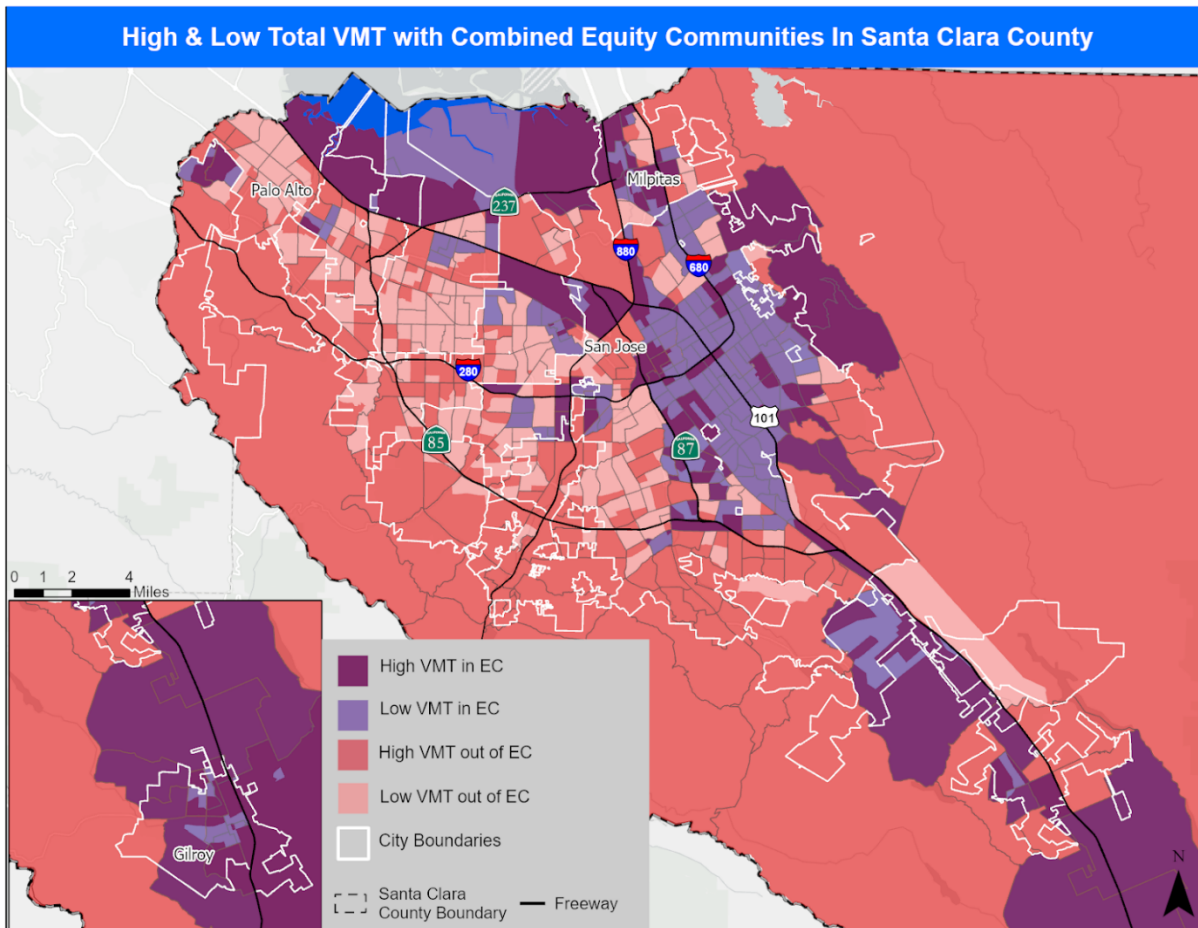 High & Low Total VMT with Combined Equity Communities In Santa Clara County
Palo Alto
Milpitas
237
880
680
San Jose
280
101
85
87
0 1 2 4
Miles
Gilroy
High VMT in EC
Low VMT in EC
High VMT out of EC
Low VMT out of EC
City Boundaries
Santa Clara
County Boundary
Freeway
N